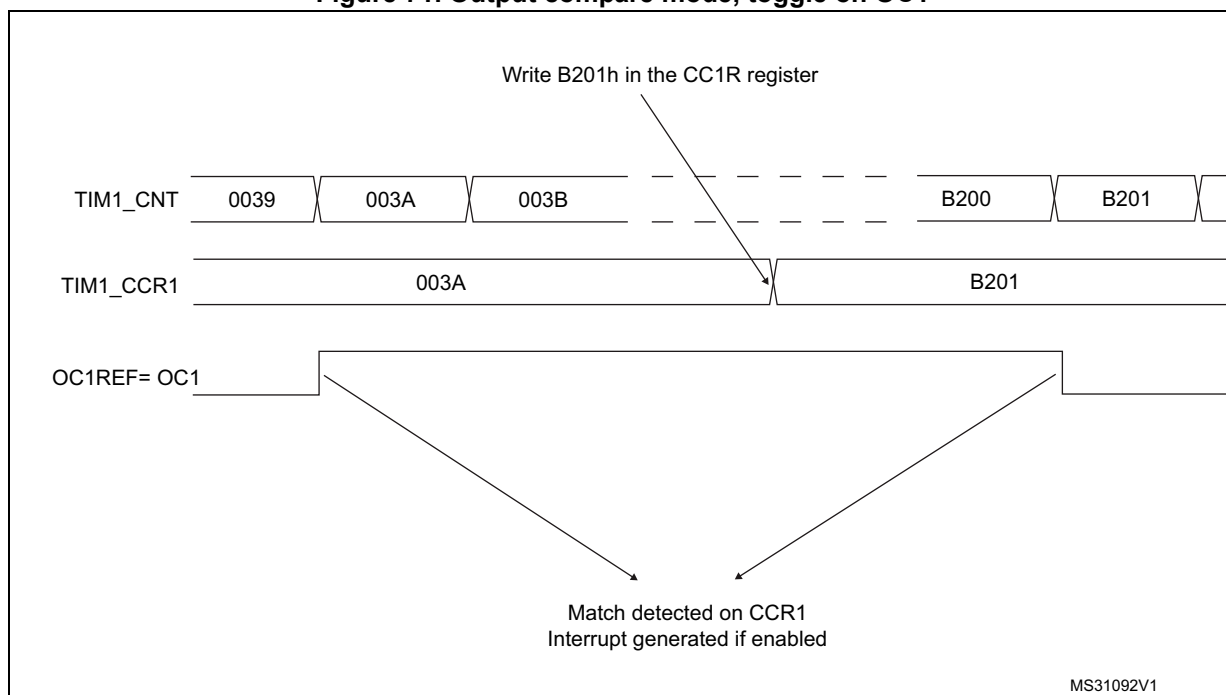 Write B201h in the CC1R register
TIM1_CNT 0039 003A 003B B200 B201
TIM1_CCR1 003A B201
OC1REF= OC1
Match detected on CCR1
Interrupt generated if enabled
MS31092V1